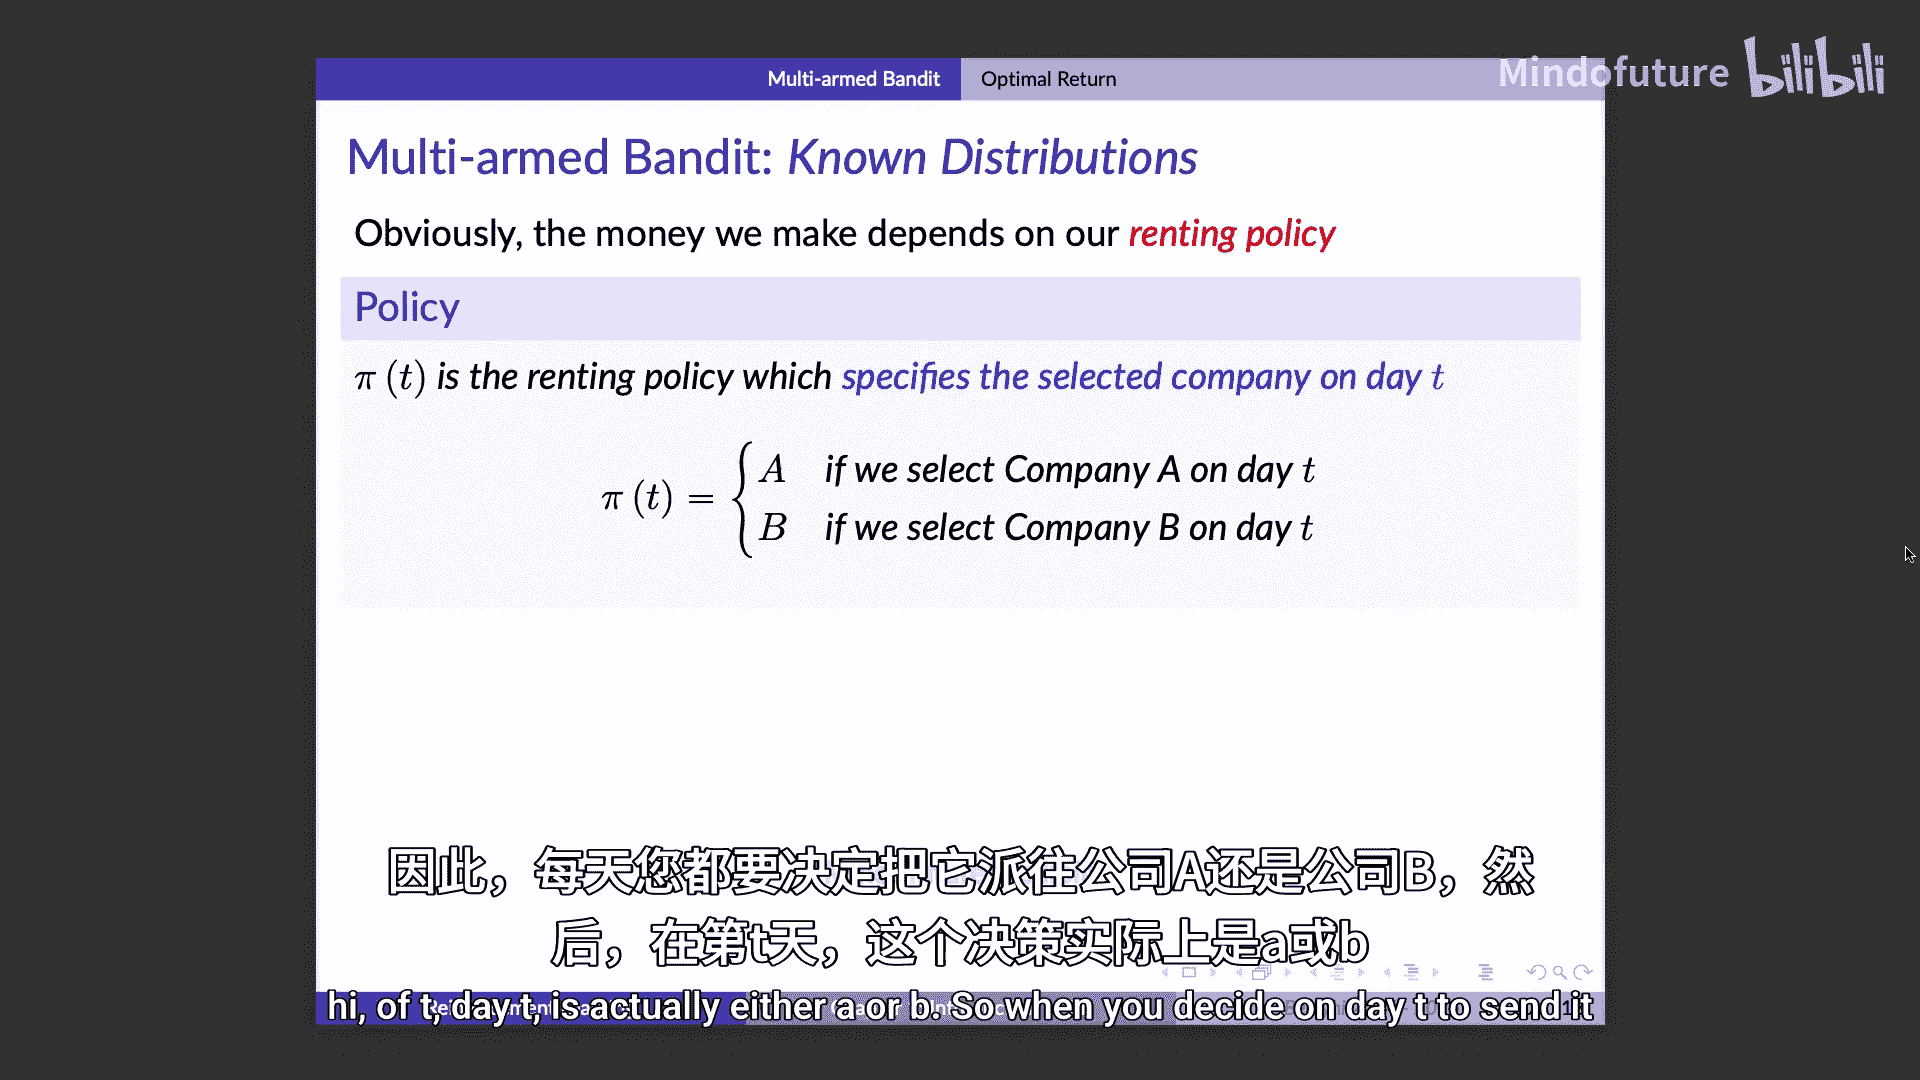 Multi-armed Bandit Optimal Return
Mindofuture bilibili
Multi-armed Bandit: Known Distributions
Obviously, the money we make depends on our renting policy
Policy
π (t) is the renting policy which specifies the selected company on day t
π (t) = { A if we select Company A on day t
B if we select Company B on day t
因此，每天您都要决定把它派往公司A还是公司B，然
后，在第t天，这个决策实际上是a或b
hi, of t, day t, is actually either a or b. So when you decide on day t to send it